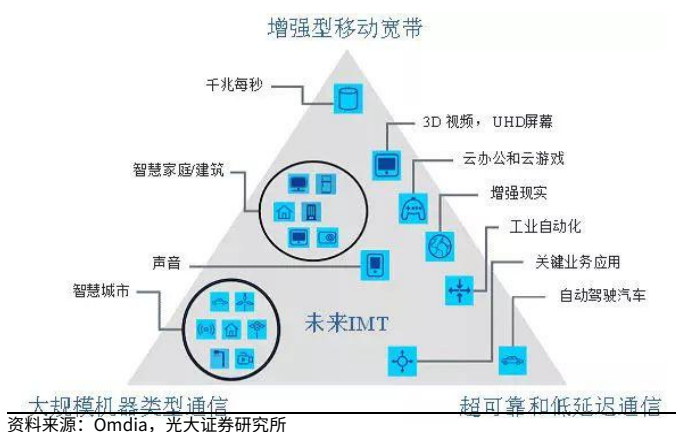 增强型移动宽带
千兆每秒
3D 视频，UHD屏幕
云办公和云游戏
智慧家庭/建筑
增强现实
工业自动化
声音
关键业务应用
智慧城市
自动驾驶汽车
未来IMT
大规模机器类型通信
超可靠和低延迟通信
资料来源：Omdia，光大证券研究所